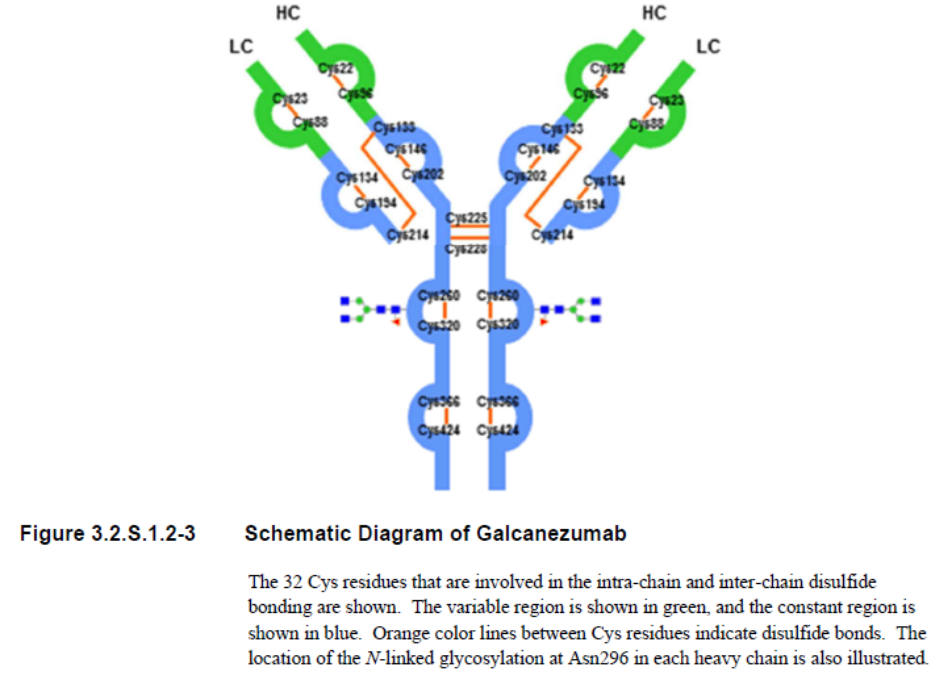 HC
HC
LC
LC
Cys22
Cys22
Cys96
Cys96
Cys23
Cys23
Cys88
Cys88
Cys133
Cys133
Cys146
Cys146
Cys202
Cys202
Cys134
Cys134
Cys194
Cys194
Cys214
Cys214
Cys225
Cys228
Cys260
Cys260
Cys320
Cys320
Cys366
Cys366
Cys424
Cys424
Figure 3.2.S.1.2-3 Schematic Diagram of Galcanezumab
The 32 Cys residues that are involved in the intra-chain and inter-chain disulfide
bonding are shown. The variable region is shown in green, and the constant region is
shown in blue. Orange color lines between Cys residues indicate disulfide bonds. The
location of the N-linked glycosylation at Asn296 in each heavy chain is also illustrated.